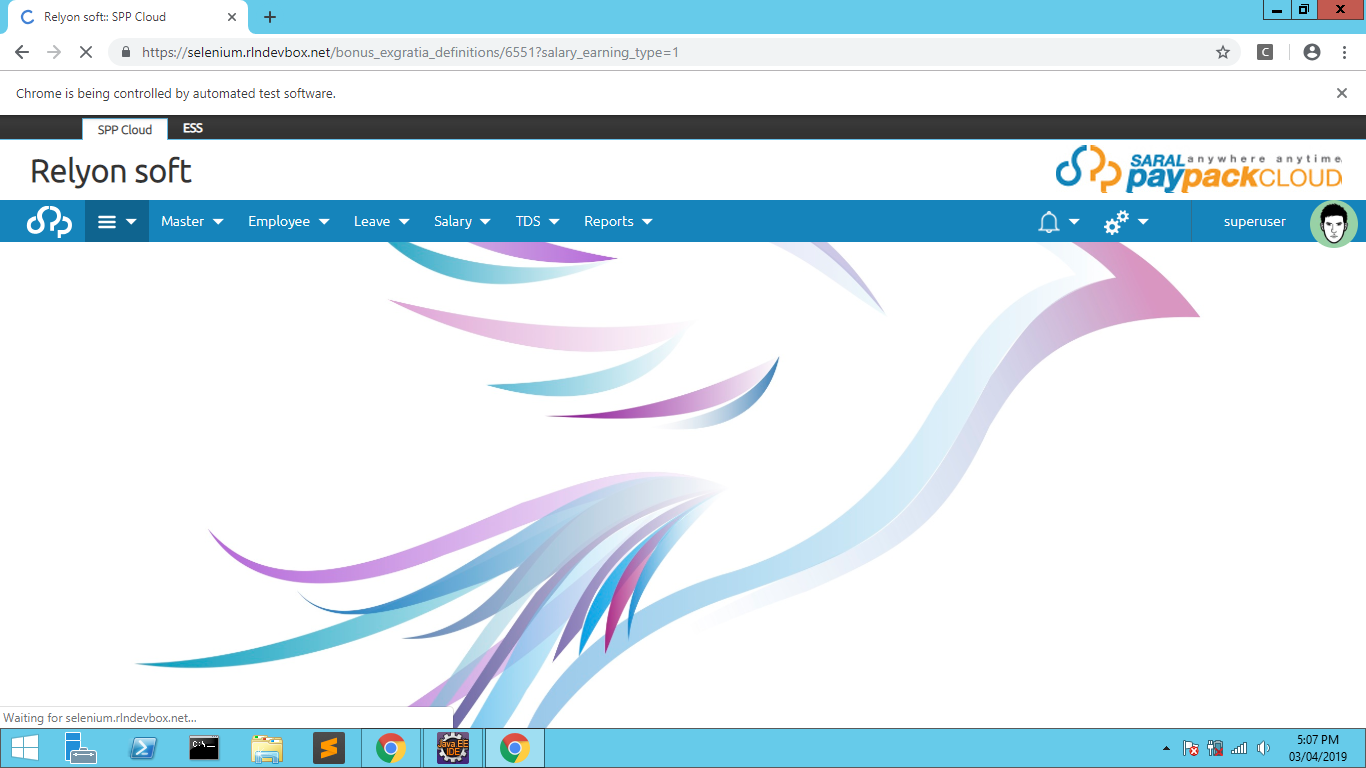 Relyon soft:: SPP Cloud
https://selenium.rlndevbox.net/bonus_exgratia_definitions/6551?salary_earning_type=1
C
Chrome is being controlled by automated test software.
SPP Cloud ESS
Relyon soft
SARAL anywhere anytime
paypackCLOUD
Master Employee Leave Salary TDS Reports superuser
Waiting for selenium.rlndevbox.net...
C:\_
Java EE
IDE
5:07 PM
03/04/2019